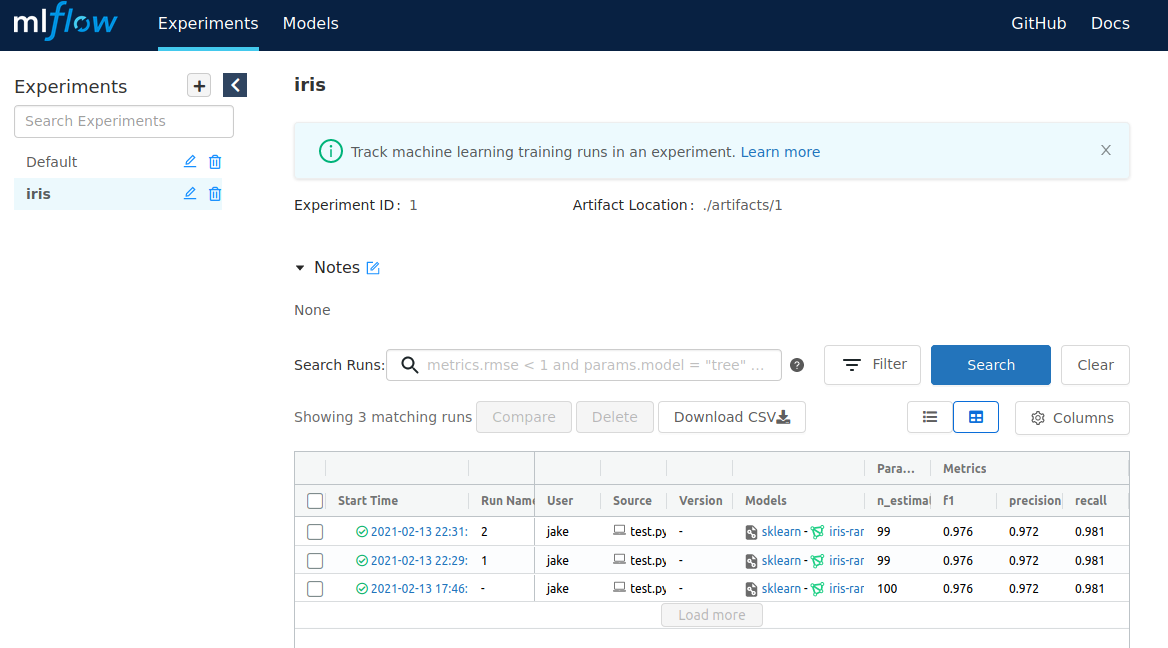 mlflow Experiments Models GitHub Docs
Experiments
Search Experiments
Default
iris
iris
Track machine learning training runs in an experiment. Learn more
Experiment ID: 1 Artifact Location: ./artifacts/1
Notes
None
Search Runs: metrics.rmse < 1 and params.model = "tree" ... Filter Search Clear
Showing 3 matching runs Compare Delete Download CSV Columns
Para... Metrics
Start Time Run Name User Source Version Models n_estimat f1 precision recall
2021-02-13 22:31: 2 jake test.py - sklearn - iris-rar 99 0.976 0.972 0.981
2021-02-13 22:29: 1 jake test.py - sklearn - iris-rar 99 0.976 0.972 0.981
2021-02-13 17:46: - jake test.py - sklearn - iris-rar 100 0.976 0.972 0.981
Load more